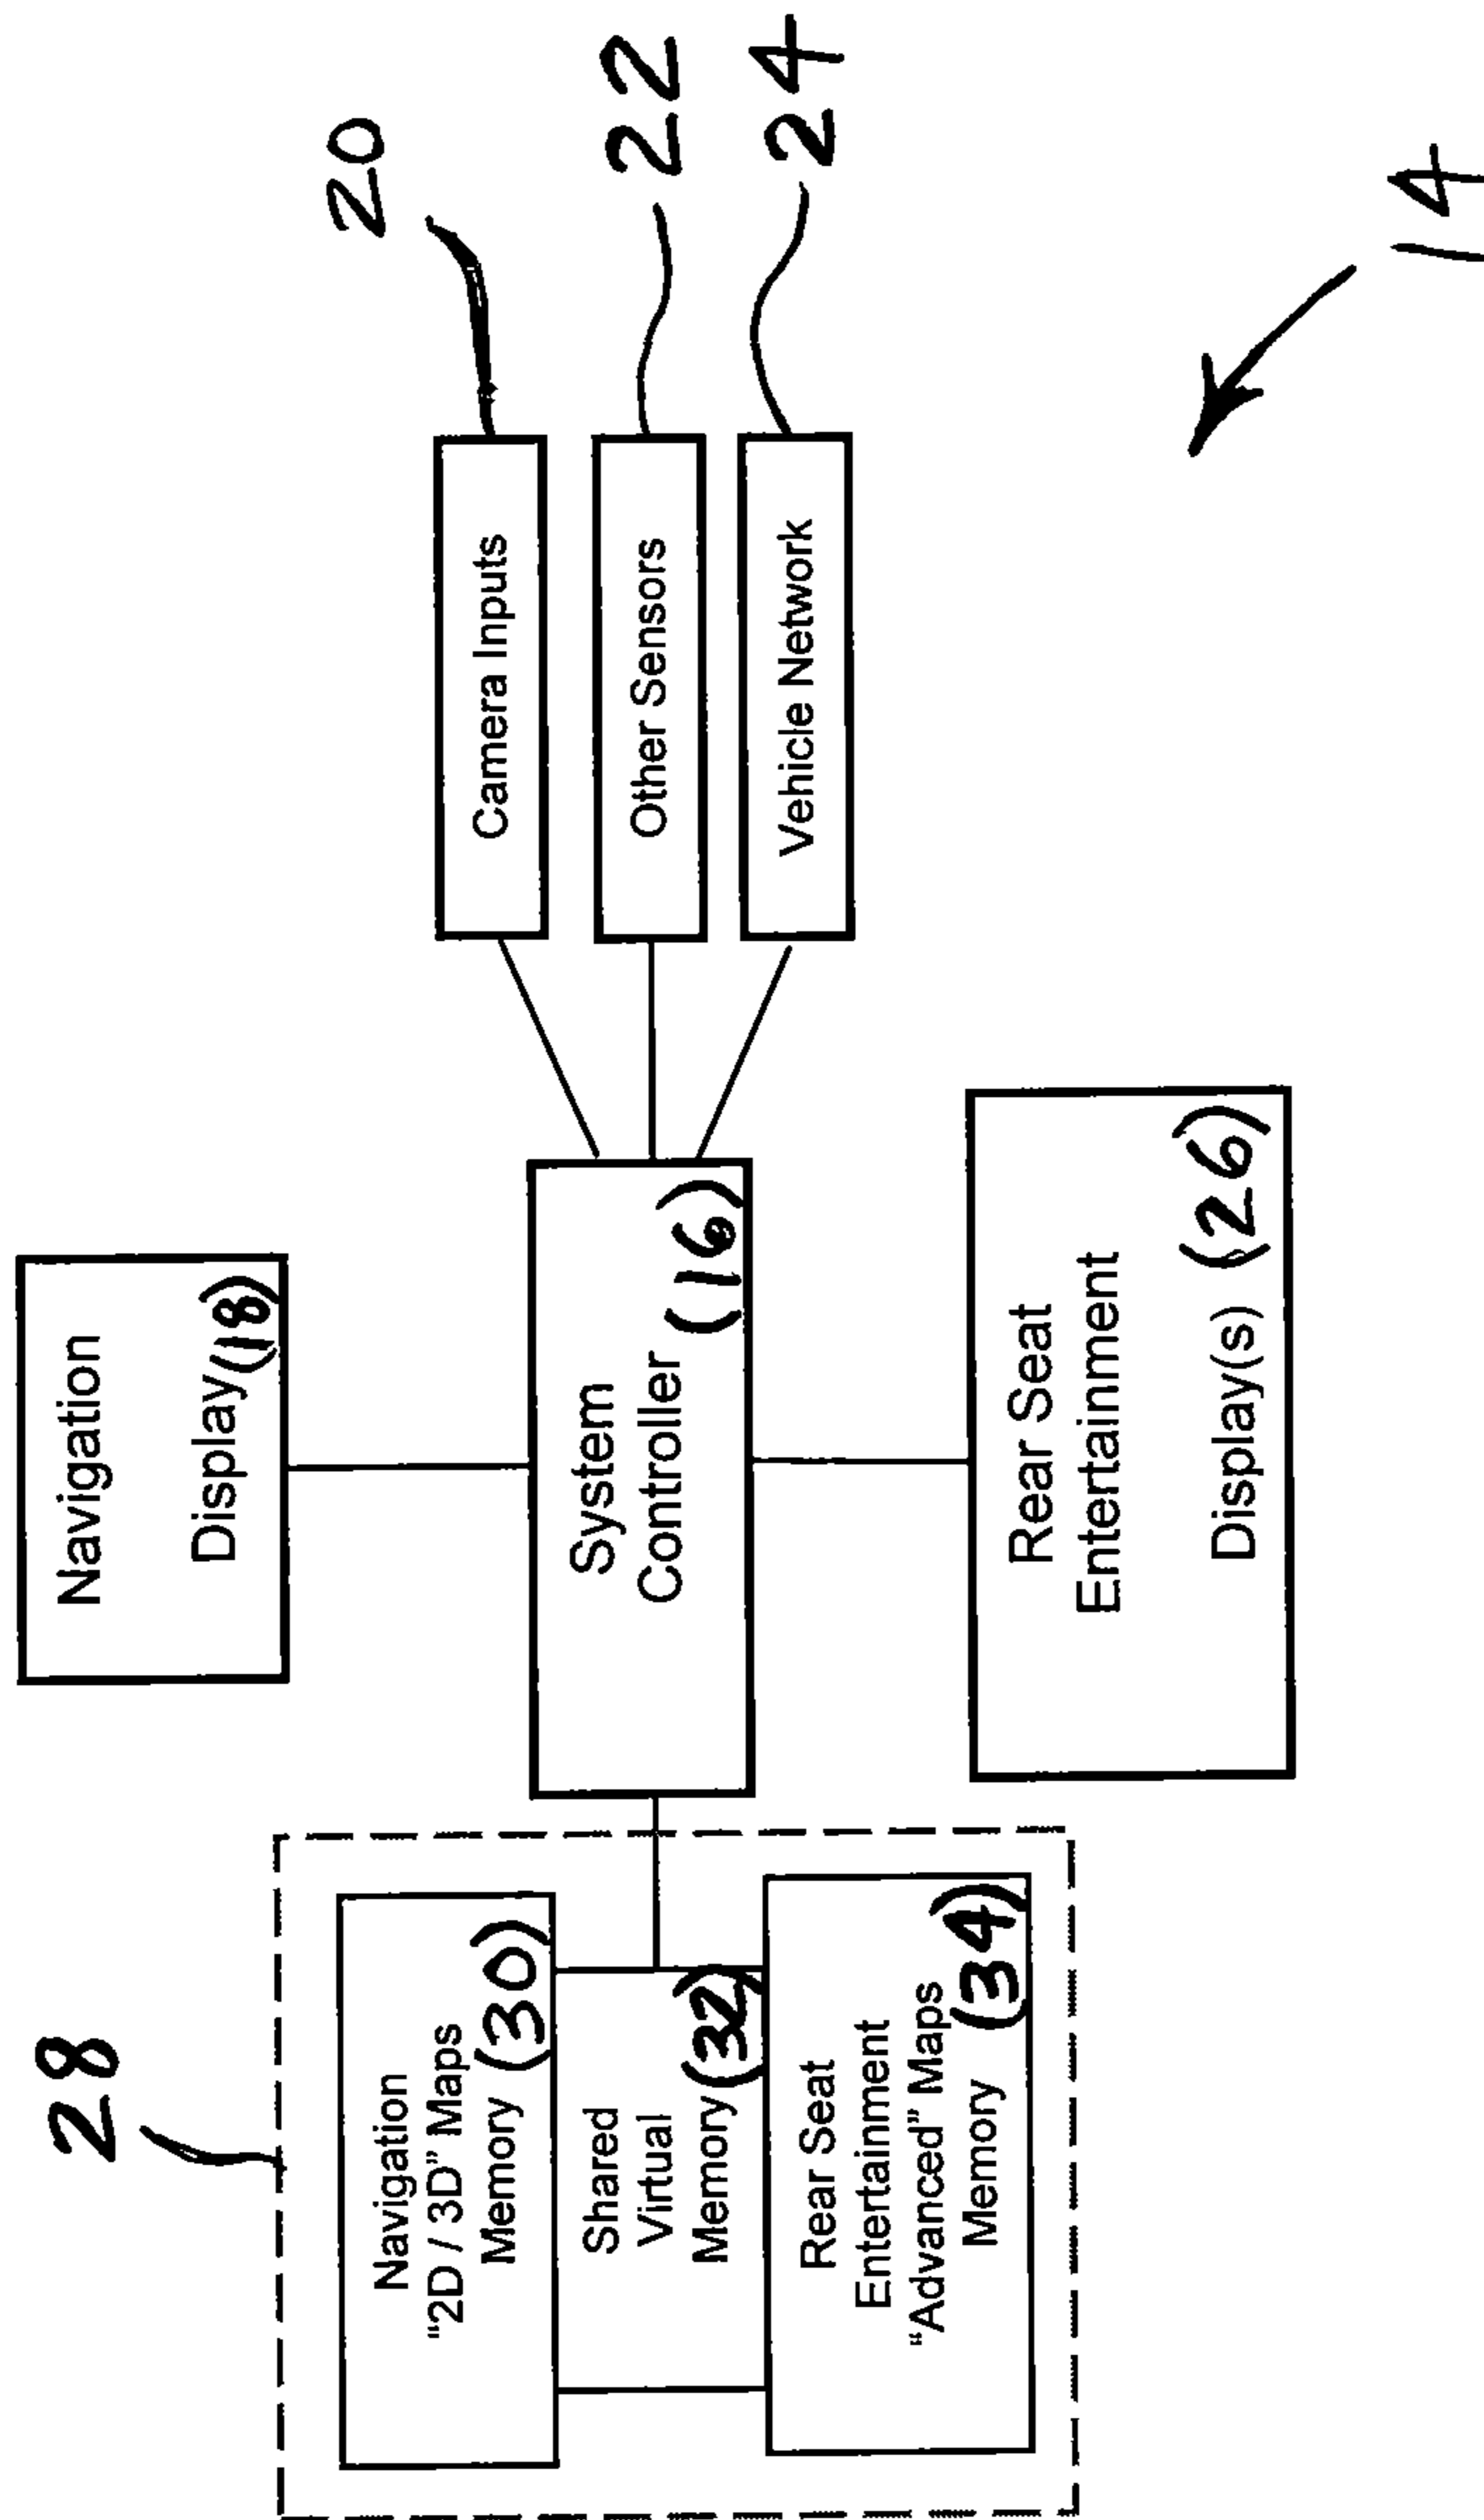 28
Navigation
"2D / 3D" Maps
Memory (30)
Shared
Virtual
Memory (32)
Rear Seat
Entertainment
"Advanced" Maps
Memory (34)
Navigation
Display (18)
System
Controller (16)
Rear Seat
Entertainment
Display(s) (26)
Camera Inputs
20
Other Sensors
22
Vehicle Network
24
14